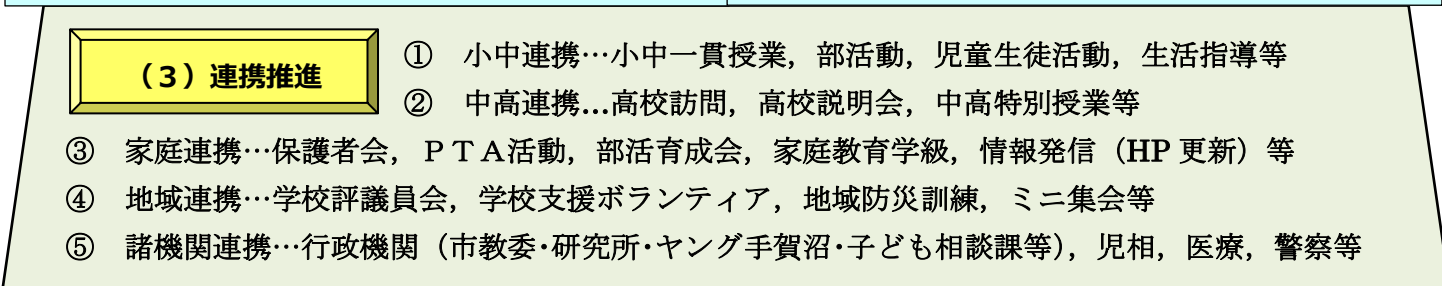 （３）連携推進
① 小中連携…小中一貫授業，部活動，児童生徒活動，生活指導等
② 中高連携…高校訪問，高校説明会，中高特別授業等
③ 家庭連携…保護者会，ＰＴＡ活動，部活育成会，家庭教育学級，情報発信（HP 更新）等
④ 地域連携…学校評議員会，学校支援ボランティア，地域防災訓練，ミニ集会等
⑤ 諸機関連携…行政機関（市教委・研究所・ヤング手賀沼・子ども相談課等），児相，医療，警察等